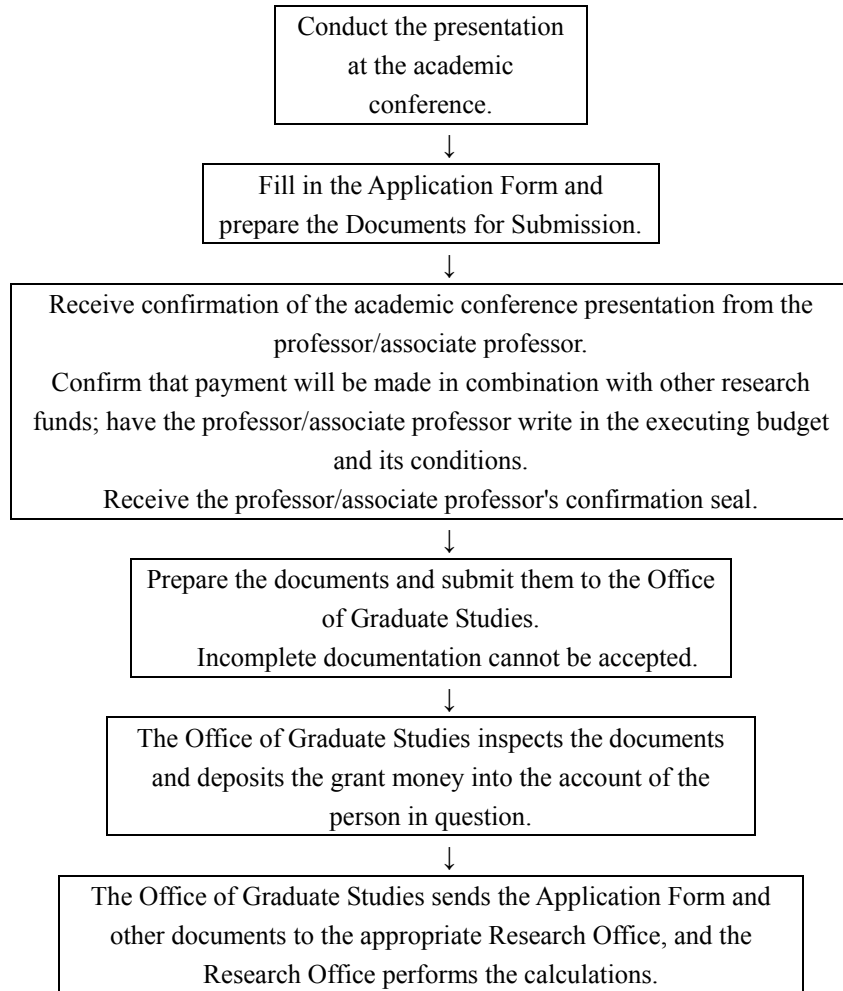 Conduct the presentation
at the academic
conference.
↓
Fill in the Application Form and
prepare the Documents for Submission.
↓
Receive confirmation of the academic conference presentation from the
professor/associate professor.
Confirm that payment will be made in combination with other research
funds; have the professor/associate professor write in the executing budget
and its conditions.
Receive the professor/associate professor's confirmation seal.
↓
Prepare the documents and submit them to the Office
of Graduate Studies.
Incomplete documentation cannot be accepted.
↓
The Office of Graduate Studies inspects the documents
and deposits the grant money into the account of the
person in question.
↓
The Office of Graduate Studies sends the Application Form and
other documents to the appropriate Research Office, and the
Research Office performs the calculations.